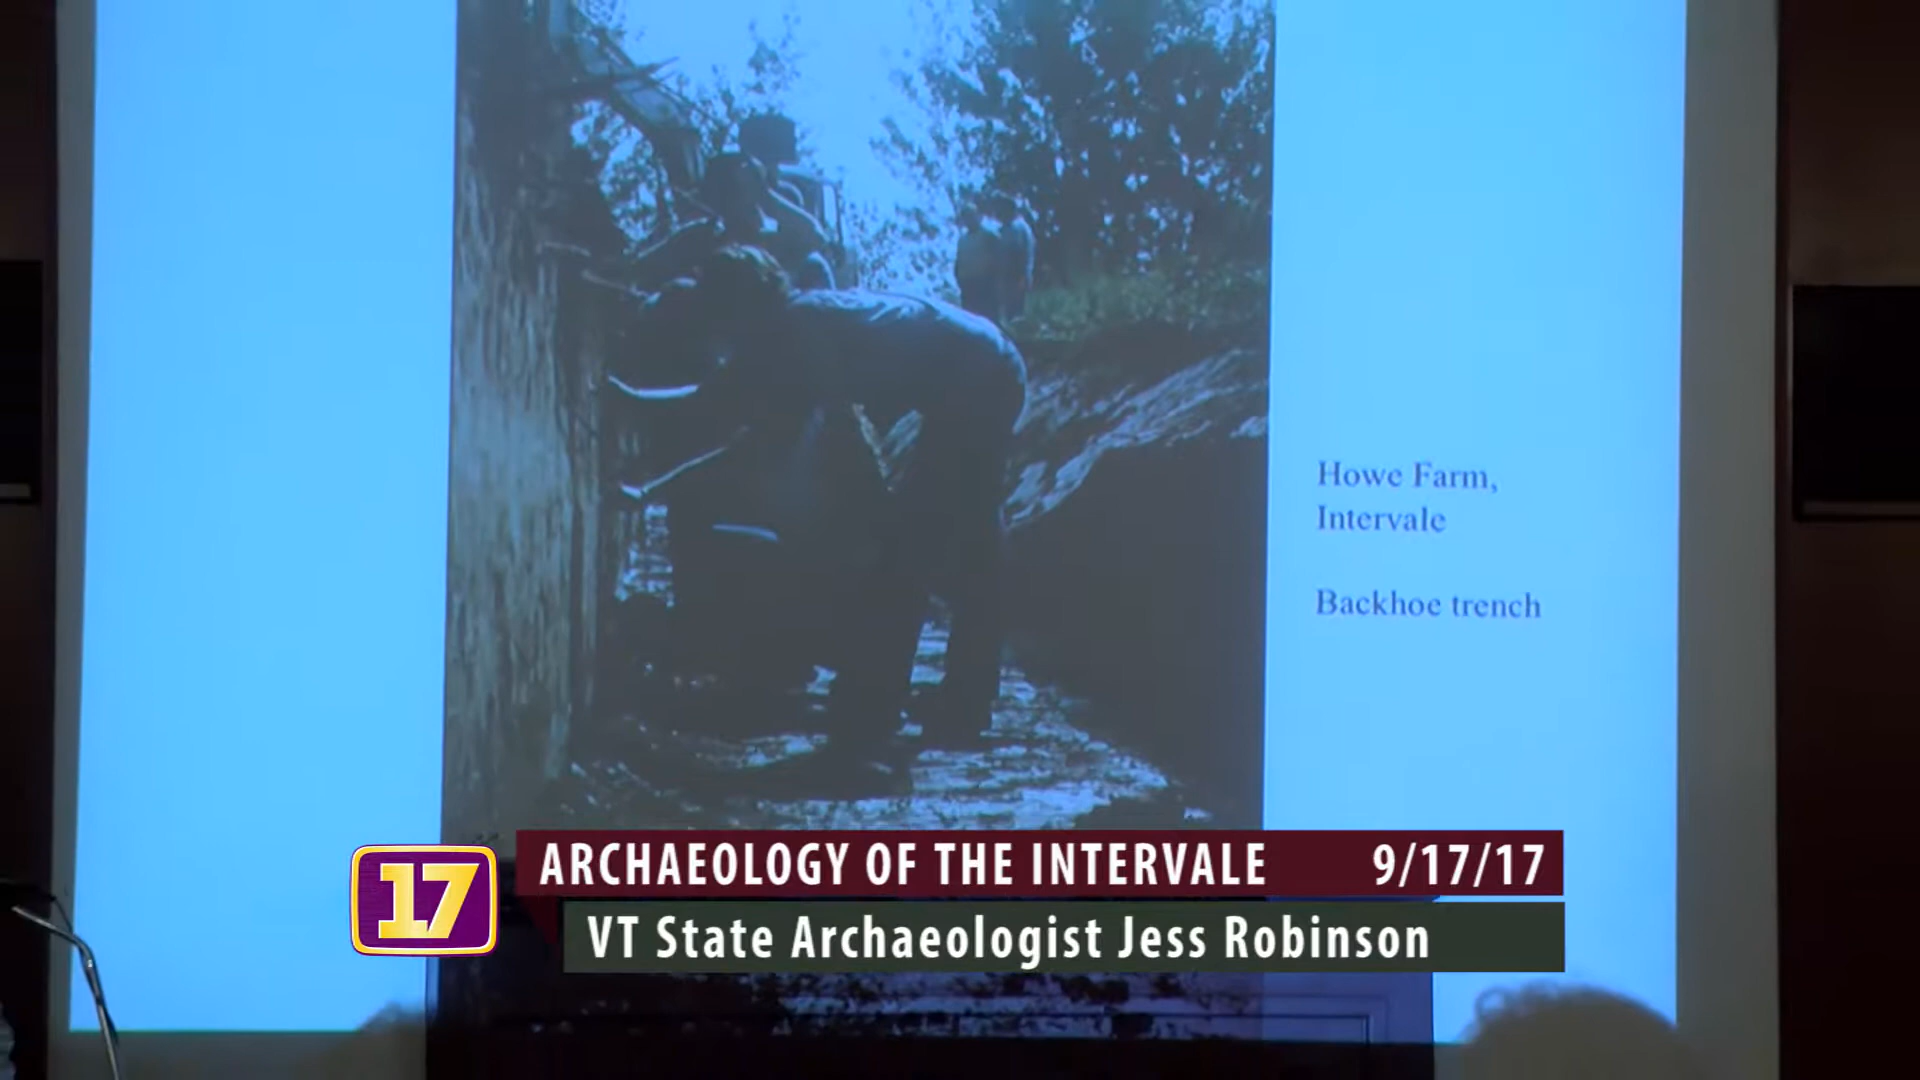 Howe Farm,
Intervale
Backhoe trench
ARCHAEOLOGY OF THE INTERVALE 9/17/17
17 VT State Archaeologist Jess Robinson